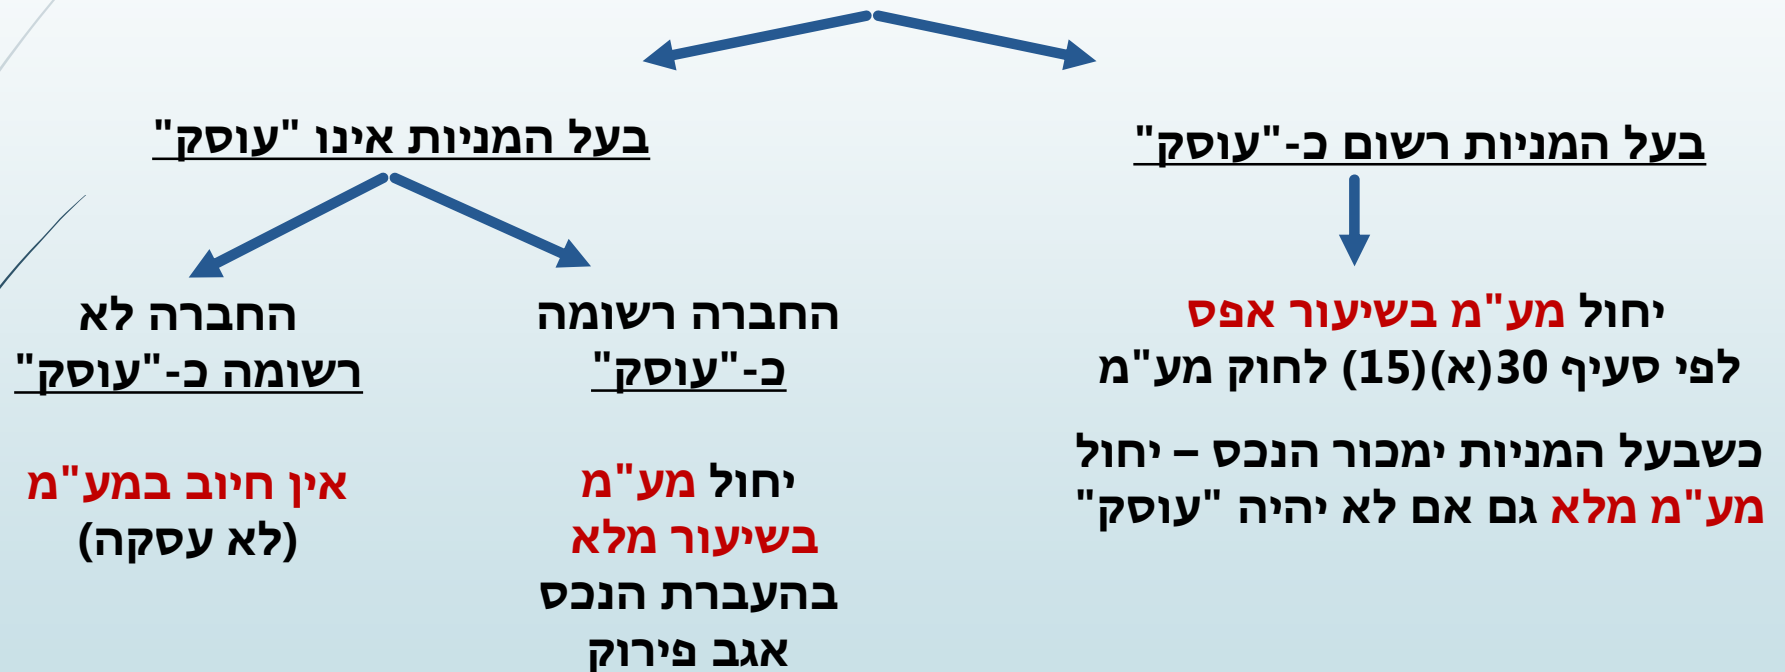 בעל המניות רשום כ-"עוסק"
יחול מע"מ בשיעור אפס
לפי סעיף 30(א)(15) לחוק מע"מ
כשבעל המניות ימכור הנכס – יחול
מע"מ מלא גם אם לא יהיה "עוסק"
בעל המניות אינו "עוסק"
החברה רשומה
כ-"עוסק"
יחול מע"מ
בשיעור מלא
בהעברת הנכס
אגב פירוק
החברה לא
רשומה כ-"עוסק"
אין חיוב במע"מ
(לא עסקה)